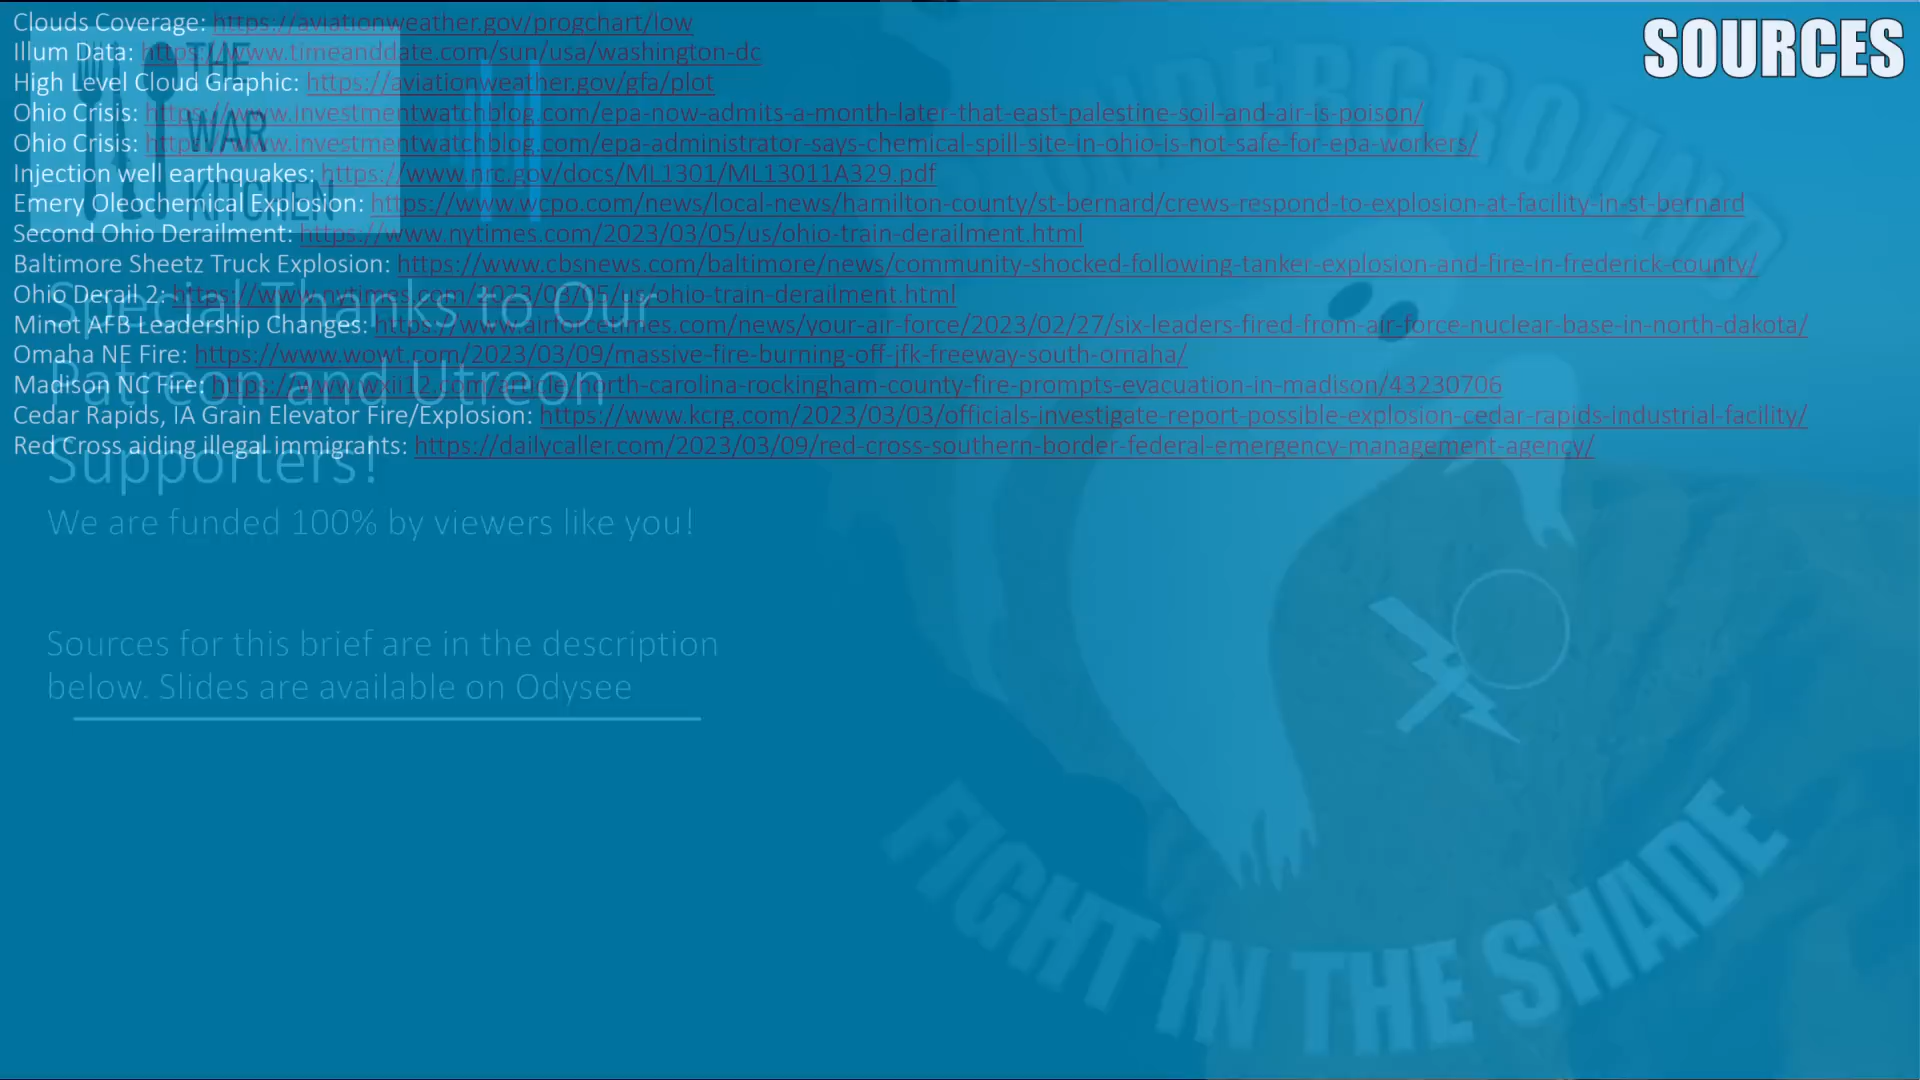 SOURCES
Clouds Coverage: https://aviationweather.gov/progchart/low
Illum Data: https://www.timeanddate.com/sun/usa/washington-dc
High Level Cloud Graphic: https://aviationweather.gov/gfa/plot
Ohio Crisis: https://www.investmentwatchblog.com/epa-now-admits-a-month-later-that-east-palestine-soil-and-air-is-poison/
Ohio Crisis: https://www.investmentwatchblog.com/epa-administrator-says-chemical-spill-site-in-ohio-is-not-safe-for-epa-workers/
Injection well earthquakes: https://www.nrc.gov/docs/ML1301/ML13011A329.pdf
Emery Oleochemical Explosion: https://www.wcpo.com/news/local-news/hamilton-county/st-bernard/crews-respond-to-explosion-at-facility-in-st-bernard
Second Ohio Derailment: https://www.nytimes.com/2023/03/05/us/ohio-train-derailment.html
Baltimore Sheetz Truck Explosion: https://www.cbsnews.com/baltimore/news/community-shocked-following-tanker-explosion-and-fire-in-frederick-county/
Ohio Derail 2: https://www.nytimes.com/2023/03/05/us/ohio-train-derailment.html
Minot AFB Leadership Changes: https://www.airforcetimes.com/news/your-air-force/2023/02/27/six-leaders-fired-from-air-force-nuclear-base-in-north-dakota/
Omaha NE Fire: https://www.wowt.com/2023/03/09/massive-fire-burning-off-jfk-freeway-south-omaha/
Madison NC Fire: https://www.wxii12.com/article/north-carolina-rockingham-county-fire-prompts-evacuation-in-madison/43230706
Cedar Rapids, IA Grain Elevator Fire/Explosion: https://www.kcrg.com/2023/03/03/officials-investigate-report-possible-explosion-cedar-rapids-industrial-facility/
Red Cross aiding illegal immigrants: https://dailycaller.com/2023/03/09/red-cross-southern-border-federal-emergency-management-agency/
THE
WAR
KITCHEN
Special Thanks to Our
Patreon and Utreon
Supporters!
We are funded 100% by viewers like you!
Sources for this brief are in the description
below. Slides are available on Odysee
UNDERGROUND
FIGHT IN THE SHADE